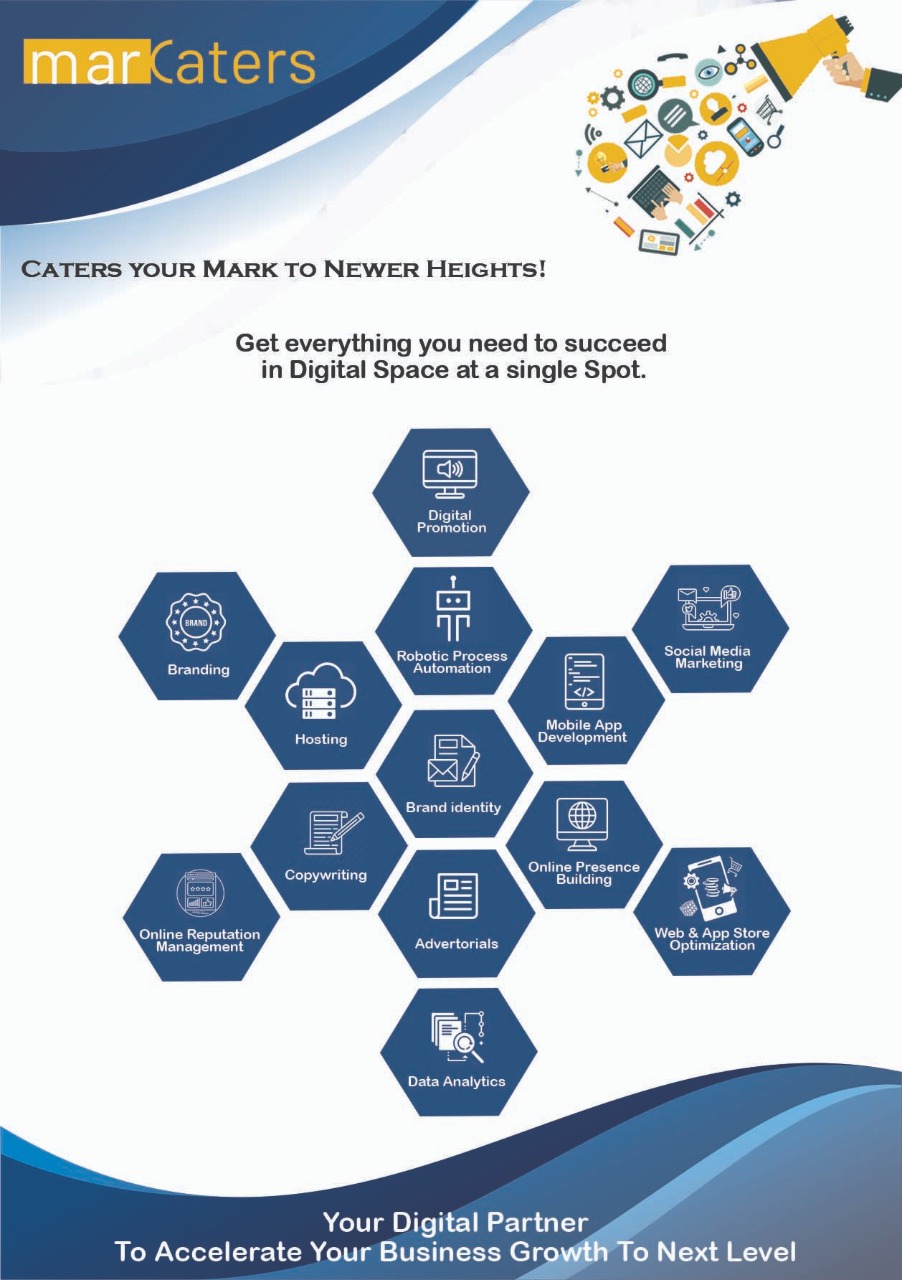 marCaters
CATERS YOUR MARK TO NEWER HEIGHTS!
Get everything you need to succeed
in Digital Space at a single Spot.
Digital
Promotion
BRAND
Branding
Robotic Process
Automation
Social Media
Marketing
Hosting
Mobile App
Development
Brand identity
Copywriting
Online Presence
Building
Online Reputation
Management
Advertorials
Web & App Store
Optimization
Data Analytics
Your Digital Partner
To Accelerate Your Business Growth To Next Level